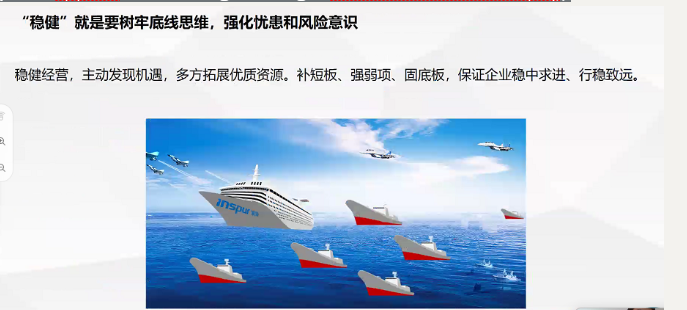 “稳健”就是要树牢底线思维，强化忧患和风险意识
稳健经营，主动发现机遇，多方拓展优质资源。补短板、强弱项、固底板，保证企业稳中求进、行稳致远。
inspur